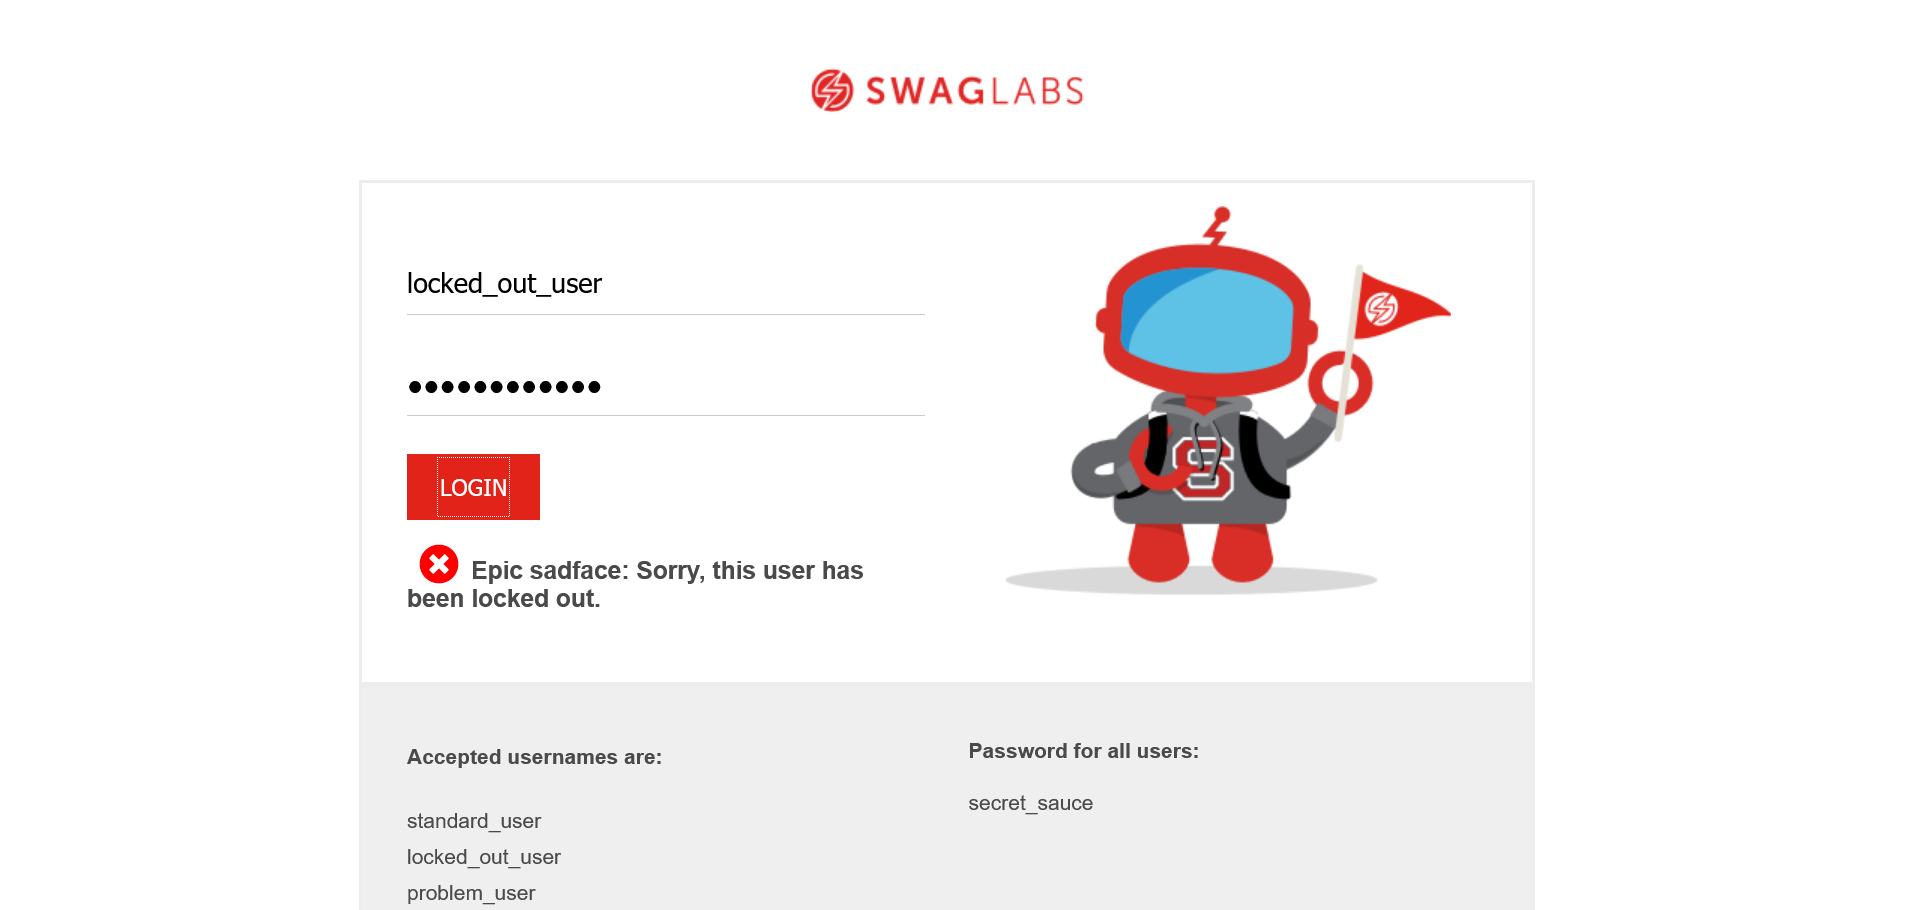 SWAGLABS
locked_out_user
●●●●●●●●●●●●
LOGIN
Epic sadface: Sorry, this user has
been locked out.
S
Accepted usernames are:
standard_user
locked_out_user
problem_user
Password for all users:
secret_sauce